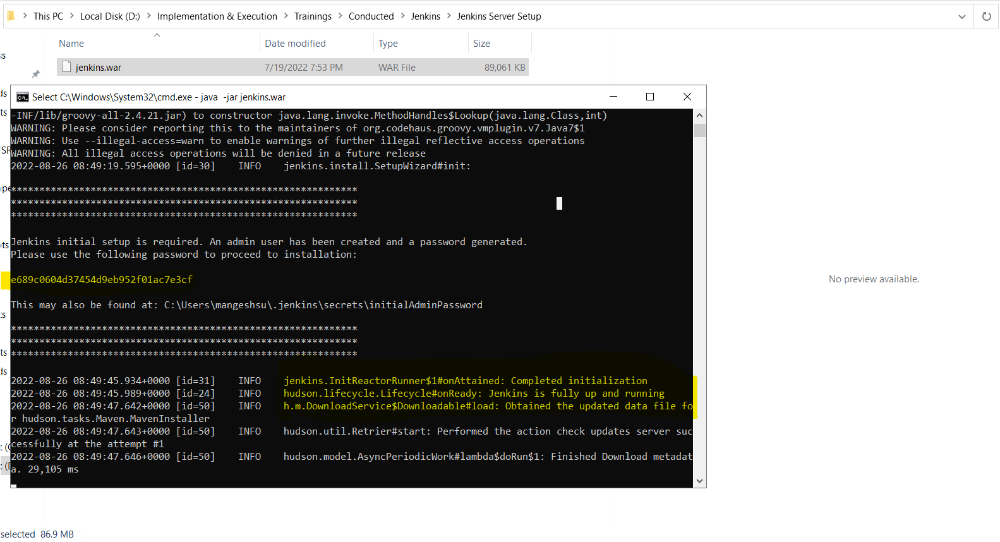 This PC > Local Disk (D:) > Implementation & Execution > Trainings > Conducted > Jenkins > Jenkins Server Setup
Name Date modified Type Size
jenkins.war 7/19/2022 7:53 PM WAR File 89,061 KB
Select C:\Windows\System32\cmd.exe - java  -jar jenkins.war
-INF/lib/groovy-all-2.4.21.jar) to constructor java.lang.invoke.MethodHandles$Lookup(java.lang.Class,int)
WARNING: Please consider reporting this to the maintainers of org.codehaus.groovy.vmplugin.v7.Java7$1
WARNING: Use --illegal-access=warn to enable warnings of further illegal reflective access operations
WARNING: All illegal access operations will be denied in a future release
2022-08-26 08:49:19.595+0000 [id=30]    INFO    jenkins.install.SetupWizard#init:
*************************************************************
*************************************************************
*************************************************************
Jenkins initial setup is required. An admin user has been created and a password generated.
Please use the following password to proceed to installation:
e689c0604d37454d9eb952f01ac7e3cf
This may also be found at: C:\Users\mangeshsu\.jenkins\secrets\initialAdminPassword
*************************************************************
*************************************************************
*************************************************************
2022-08-26 08:49:45.934+0000 [id=31]    INFO    jenkins.InitReactorRunner$1#onAttained: Completed initialization
2022-08-26 08:49:45.989+0000 [id=24]    INFO    hudson.lifecycle.Lifecycle#onReady: Jenkins is fully up and running
2022-08-26 08:49:47.642+0000 [id=50]    INFO    h.m.DownloadService$Downloadable#load: Obtained the updated data file fo
r hudson.tasks.Maven.MavenInstaller
2022-08-26 08:49:47.643+0000 [id=50]    INFO    hudson.util.Retrier#start: Performed the action check updates server suc
cessfully at the attempt #1
2022-08-26 08:49:47.646+0000 [id=50]    INFO    hudson.model.AsyncPeriodicWork#lambda$doRun$1: Finished Download metadat
a. 29,105 ms
No preview available.
selected  86.9 MB